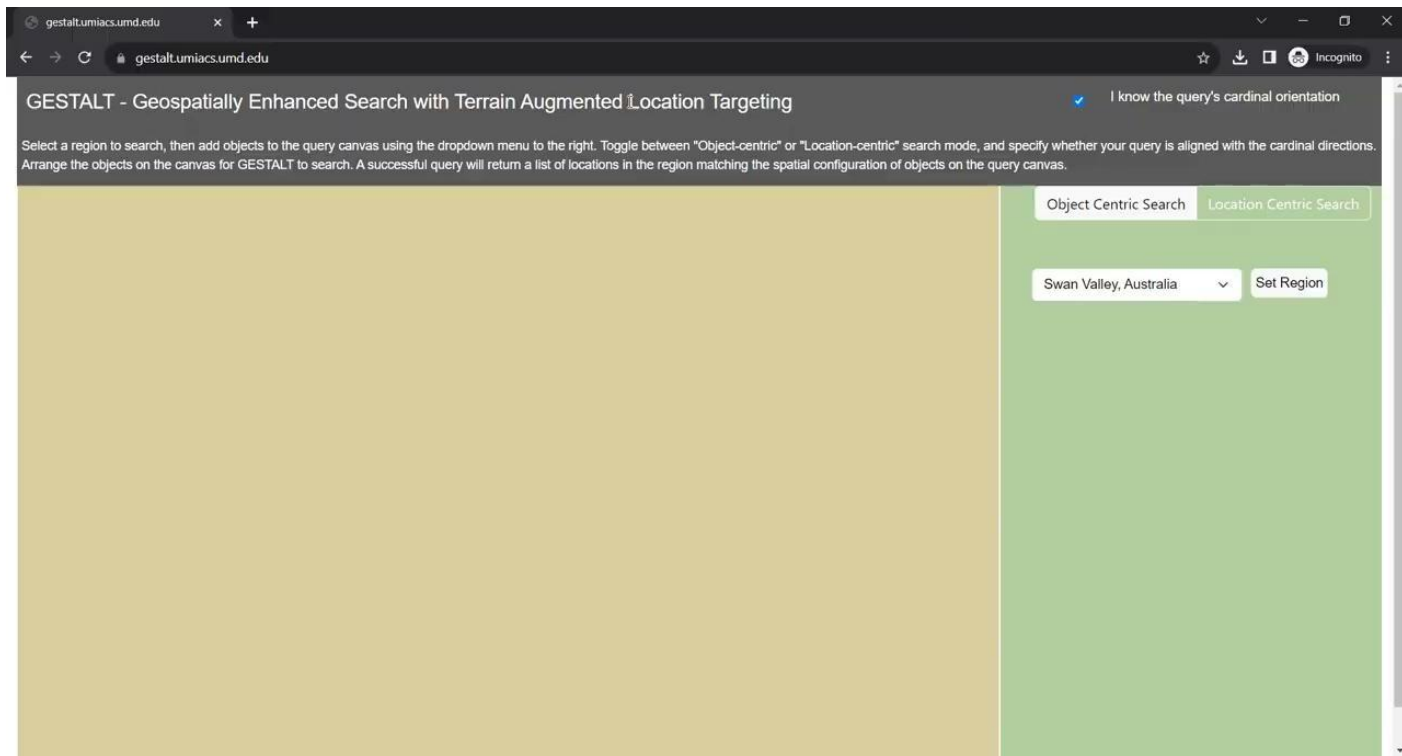 gestalt.umiacs.umd.edu
gestalt.umiacs.umd.edu
Incognito
GESTALT - Geospatially Enhanced Search with Terrain Augmented Location Targeting
I know the query's cardinal orientation
Select a region to search, then add objects to the query canvas using the dropdown menu to the right. Toggle between "Object-centric" or "Location-centric" search mode, and specify whether your query is aligned with the cardinal directions.
Arrange the objects on the canvas for GESTALT to search. A successful query will return a list of locations in the region matching the spatial configuration of objects on the query canvas.
Object Centric Search
Location Centric Search
Swan Valley, Australia
Set Region